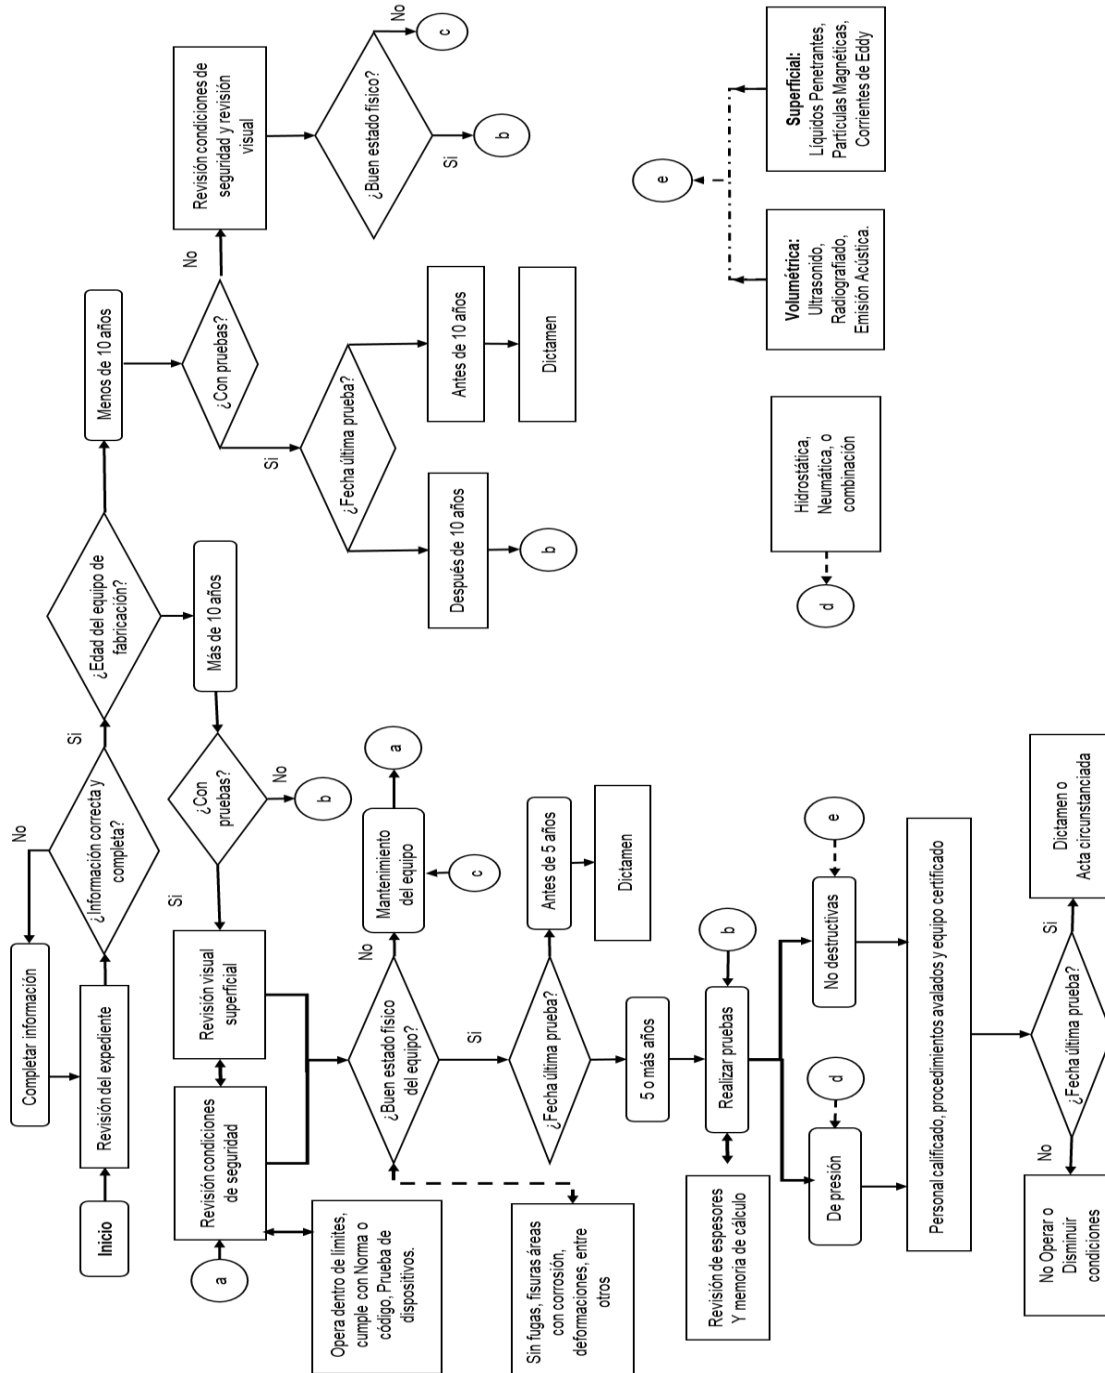 Inicio
Revisión del expediente
Completar información
¿Información correcta y
completa?
No
Si
¿Edad del equipo de
fabricación?
Menos de 10 años
Más de 10 años
¿Con pruebas?
No
Si
Revisión condiciones de
seguridad y revisión
visual
¿Buen estado físico?
No
c
Si
b
¿Fecha última prueba?
Antes de 10 años
Dictamen
Después de 10 años
b
¿Con
pruebas?
No
b
Si
a
Revisión condiciones
de seguridad
Revisión visual
superficial
Opera dentro de límites,
cumple con Norma o
código, Prueba de
dispositivos.
¿Buen estado físico
del equipo?
No
Mantenimiento
del equipo
a
c
Si
Sin fugas, fisuras áreas
con corrosión,
deformaciones, entre
otros
¿Fecha última prueba?
Antes de 5 años
Dictamen
5 o más años
Realizar pruebas
b
Revisión de espesores
Y memoria de cálculo
De presión
d
No destructivas
e
Personal calificado, procedimientos avalados y equipo certificado
¿Fecha última prueba?
No
No Operar o
Disminuir
condiciones
Si
Dictamen o
Acta circunstanciada
d
Hidrostática,
Neumática, o
combinación
e
Volumétrica:
Ultrasonido,
Radiografiado,
Emisión Acústica.
Superficial:
Líquidos Penetrantes,
Partículas Magnéticas,
Corrientes de Eddy